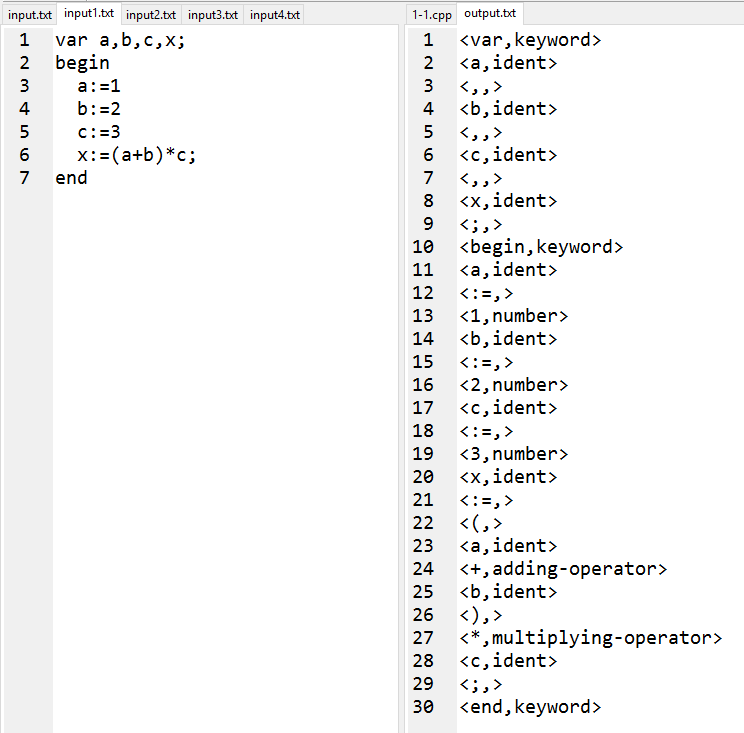 input.txt input1.txt input2.txt input3.txt input4.txt
1 var a,b,c,x;
2 begin
3   a:=1
4   b:=2
5   c:=3
6   x:=(a+b)*c;
7 end
1-1.cpp output.txt
1 <var,keyword>
2 <a,ident>
3 <,,>
4 <b,ident>
5 <,,>
6 <c,ident>
7 <,,>
8 <x,ident>
9 <;,>
10 <begin,keyword>
11 <a,ident>
12 <:=,>
13 <1,number>
14 <b,ident>
15 <:=,>
16 <2,number>
17 <c,ident>
18 <:=,>
19 <3,number>
20 <x,ident>
21 <:=,>
22 <(,>
23 <a,ident>
24 <+,adding-operator>
25 <b,ident>
26 <),>
27 <*,multiplying-operator>
28 <c,ident>
29 <;,>
30 <end,keyword>